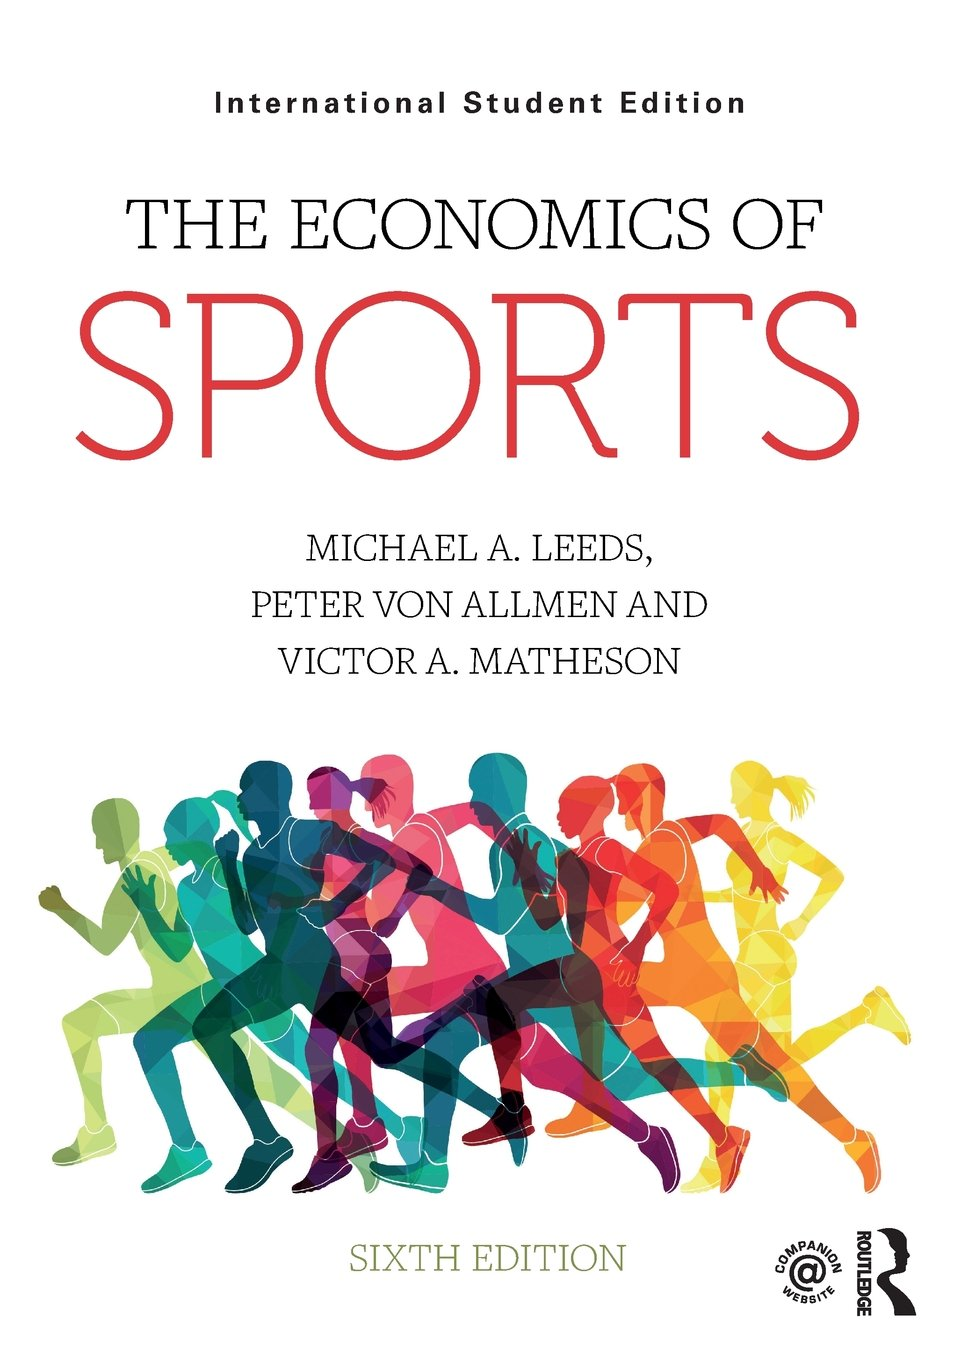 International Student Edition
THE ECONOMICS OF
SPORTS
MICHAEL A. LEEDS,
PETER VON ALLMEN AND
VICTOR A. MATHESON
SIXTH EDITION
COMPANION
@
WEBSITE
ROUTLEDGE